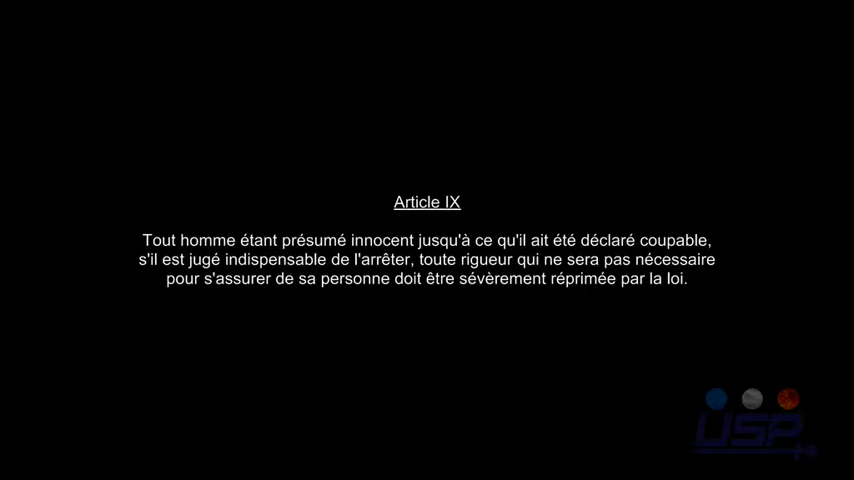 Article IX
Tout homme étant présumé innocent jusqu'à ce qu'il ait été déclaré coupable,
s'il est jugé indispensable de l'arrêter, toute rigueur qui ne sera pas nécessaire
pour s'assurer de sa personne doit être sévèrement réprimée par la loi.
USP